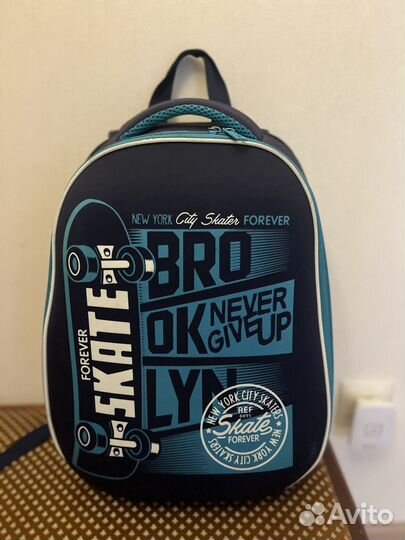 NEW YORK City Skater FOREVER
BRO
OK
LYN
NEVER
GIVE UP
FOREVER
SKATE
NEW YORK CITY SKATERS
REF
0091
Skate
FOREVER
NEW YORK CITY SKATERS
Avito